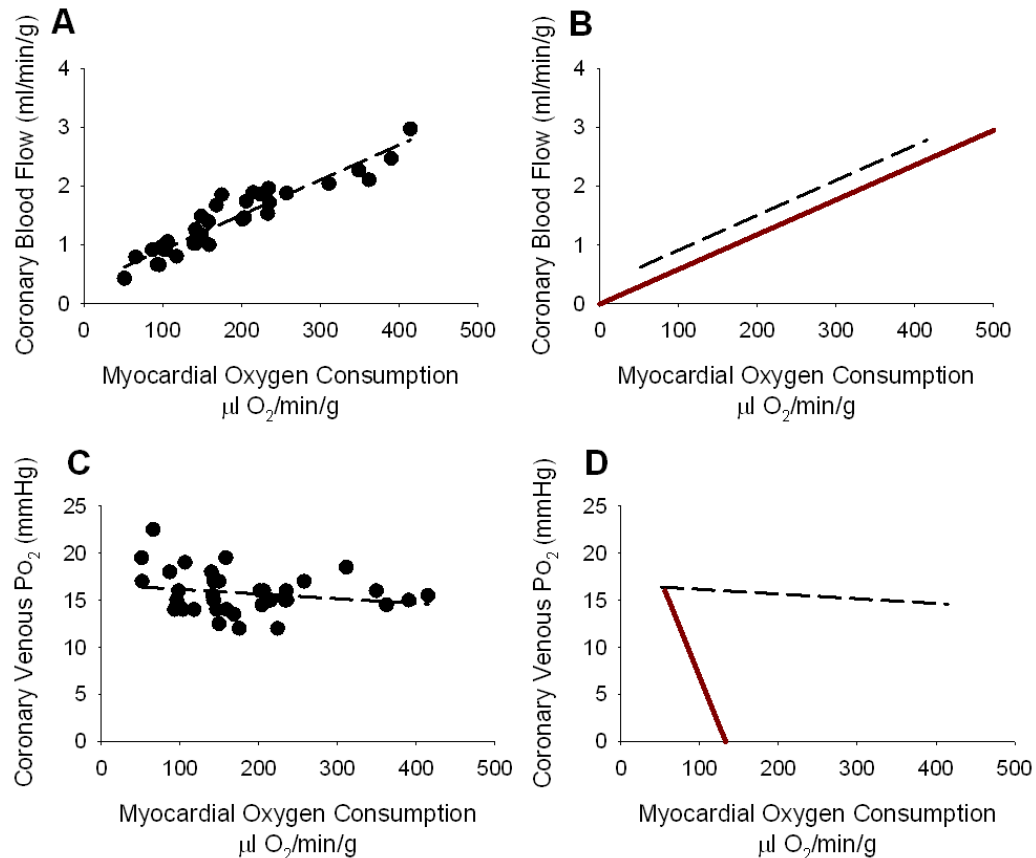 A
Coronary Blood Flow (ml/min/g)
4
3
2
1
0
0 100 200 300 400 500
Myocardial Oxygen Consumption
μl O₂/min/g
B
Coronary Blood Flow (ml/min/g)
4
3
2
1
0
0 100 200 300 400 500
Myocardial Oxygen Consumption
μl O₂/min/g
C
Coronary Venous PO₂ (mmHg)
25
20
15
10
5
0
0 100 200 300 400 500
Myocardial Oxygen Consumption
μl O₂/min/g
D
Coronary Venous PO₂ (mmHg)
25
20
15
10
5
0
0 100 200 300 400 500
Myocardial Oxygen Consumption
μl O₂/min/g